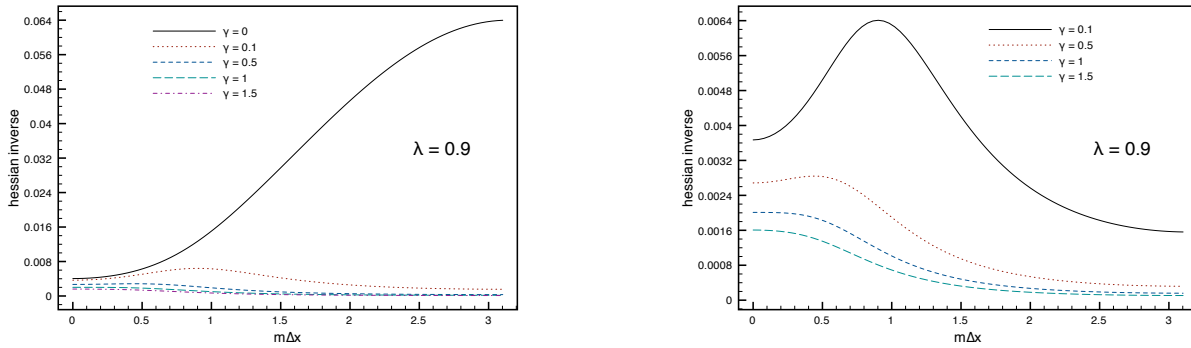 0.064
0.056
0.048
0.04
0.032
0.024
0.016
0.008
0
hessian inverse
γ = 0
γ = 0.1
γ = 0.5
γ = 1
γ = 1.5
λ = 0.9
0 0.5 1 1.5 2 2.5 3
mΔx
0.0064
0.0056
0.0048
0.004
0.0032
0.0024
0.0016
0.0008
0
hessian inverse
γ = 0.1
γ = 0.5
γ = 1
γ = 1.5
λ = 0.9
0 0.5 1 1.5 2 2.5 3
mΔx